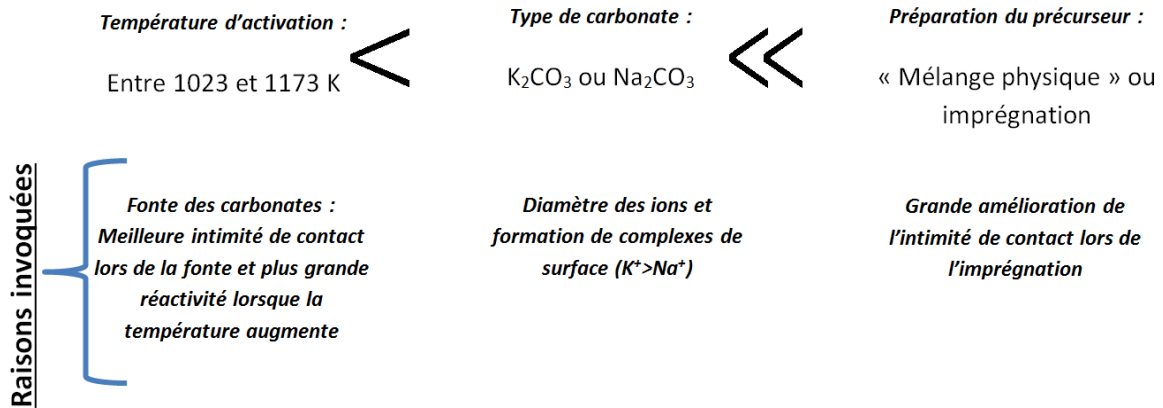 Température d'activation :
Entre 1023 et 1173 K
<
Type de carbonate :
K₂CO₃ ou Na₂CO₃
<<
Préparation du précurseur :
« Mélange physique » ou
imprégnation
Raisons invoquées
Fonte des carbonates :
Meilleure intimité de contact
lors de la fonte et plus grande
réactivité lorsque la
température augmente
Diamètre des ions et
formation de complexes de
surface (K⁺>Na⁺)
Grande amélioration de
l'intimité de contact lors de
l'imprégnation